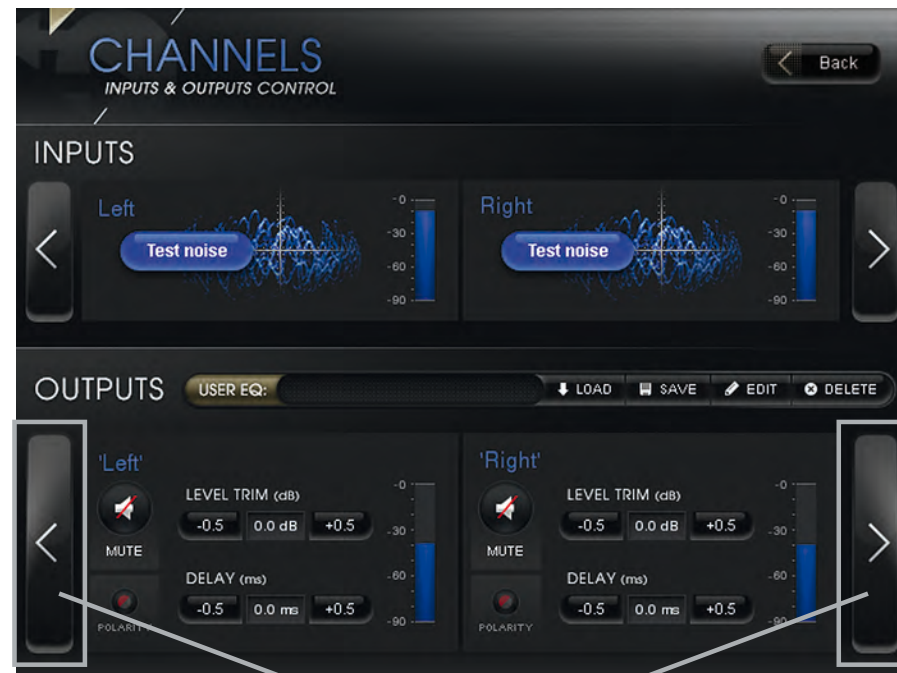 CHANNELS
INPUTS & OUTPUTS CONTROL
Back
INPUTS
Left
Test noise
-0
-30
-60
-90
Right
Test noise
-0
-30
-60
-90
OUTPUTS
USER EQ:
LOAD
SAVE
EDIT
DELETE
'Left'
MUTE
POLARITY
LEVEL TRIM (dB)
-0.5 0.0 dB +0.5
DELAY (ms)
-0.5 0.0 ms +0.5
-0
-30
-60
-90
'Right'
MUTE
POLARITY
LEVEL TRIM (dB)
-0.5 0.0 dB +0.5
DELAY (ms)
-0.5 0.0 ms +0.5
-0
-30
-60
-90